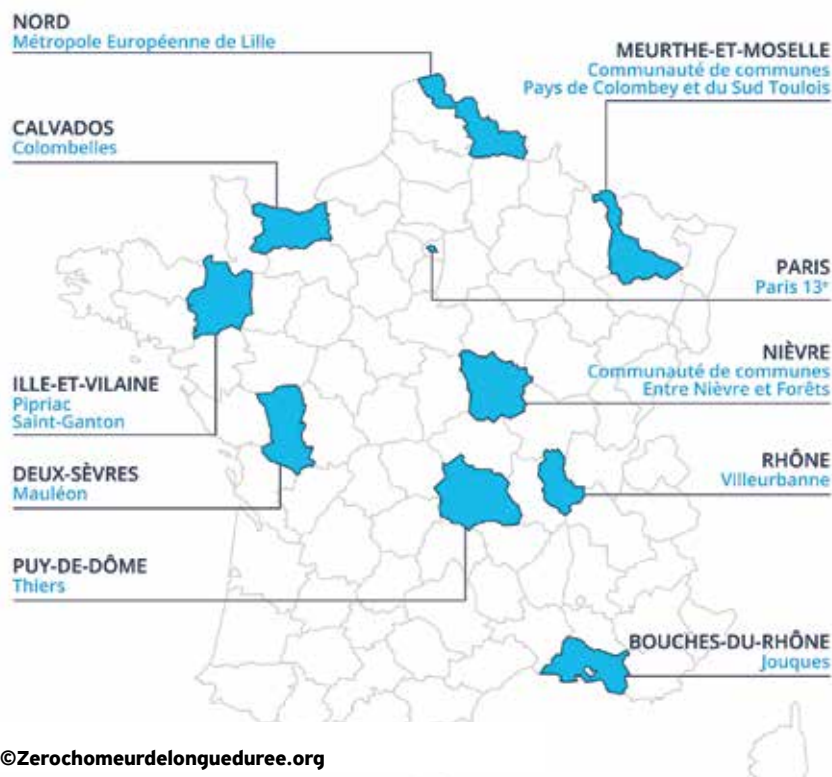 NORD
Métropole Européenne de Lille
MEURTHE-ET-MOSELLE
Communauté de communes
Pays de Colombey et du Sud Toulois
CALVADOS
Colombelles
PARIS
Paris 13ᵉ
NIÈVRE
Communauté de communes
Entre Nièvre et Forêts
ILLE-ET-VILAINE
Pipriac
Saint-Ganton
RHÔNE
Villeurbanne
DEUX-SÈVRES
Mauléon
PUY-DE-DÔME
Thiers
BOUCHES-DU-RHÔNE
Jouques
©Zerochomeurdelongueduree.org